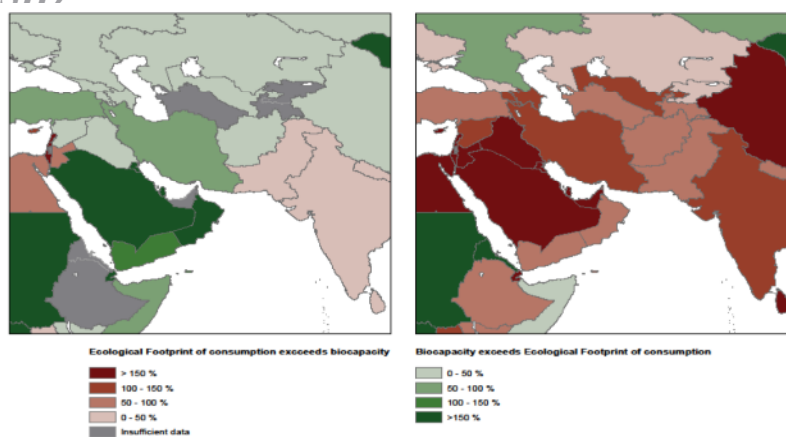 Ecological Footprint of consumption exceeds biocapacity
> 150 %
100 - 150 %
50 - 100 %
0 - 50 %
Insufficient data
Biocapacity exceeds Ecological Footprint of consumption
0 - 50 %
50 - 100 %
100 - 150 %
>150 %